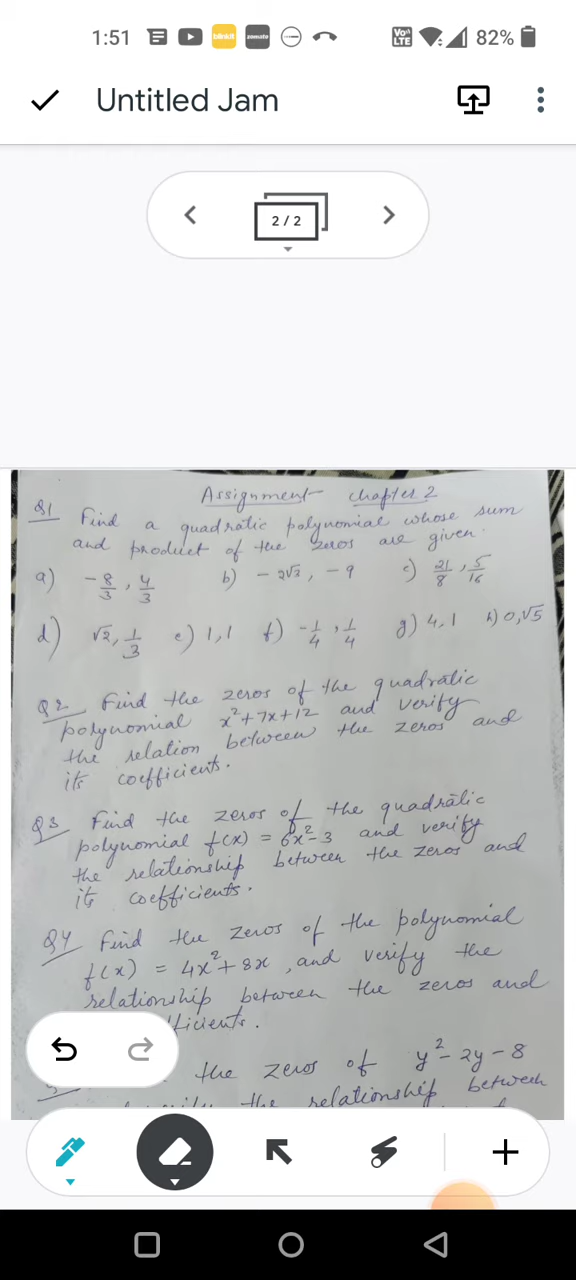 1:51
blinkit
zomato
Vo))
LTE
82%
Untitled Jam
2 / 2
Assignment chapter 2
Q1 Find a quadratic polynomial whose sum
and product of the zeros are given.
a) -8/3, 4/3 b) -2√3, -9 c) 21/8, 5/16
d) √2, 1/3 e) 1,1 f) -1/4, 1/4 g) 4,1 h) 0,√5
Q2 Find the zeros of the quadratic
polynomial x²+7x+12 and verify
the relation between the zeros and
its coefficients.
Q3 Find the zeros of the quadratic
polynomial f(x) = 6x²-3 and verify
the relationship between the zeros and
its coefficients.
Q4 Find the zeros of the polynomial
f(x) = 4x²+8x, and verify the
relationship between the zeros and
fficients.
the zeros of y²-2y-8
the relationship between